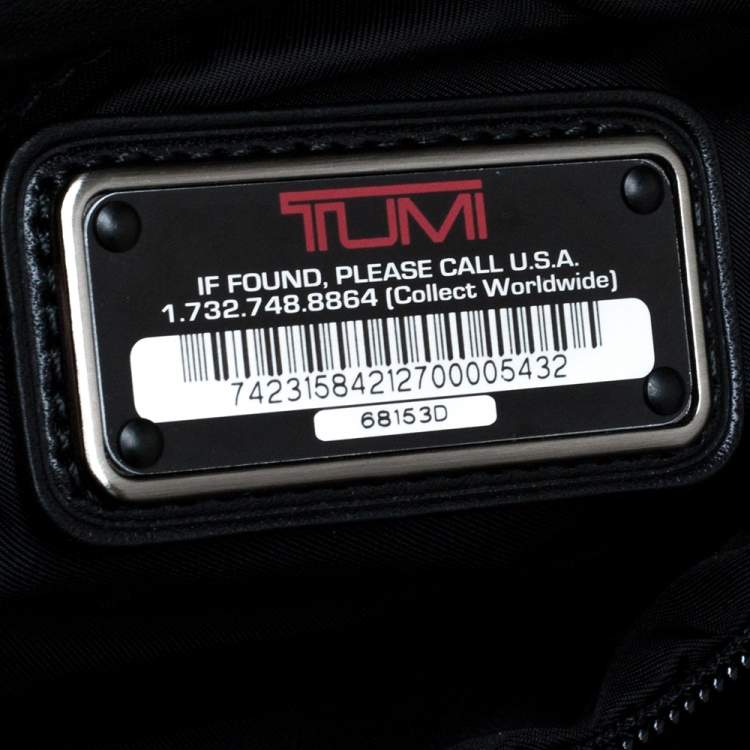 TUMI
IF FOUND, PLEASE CALL U.S.A.
1.732.748.8864 (Collect Worldwide)
74231584212700005432
68153D